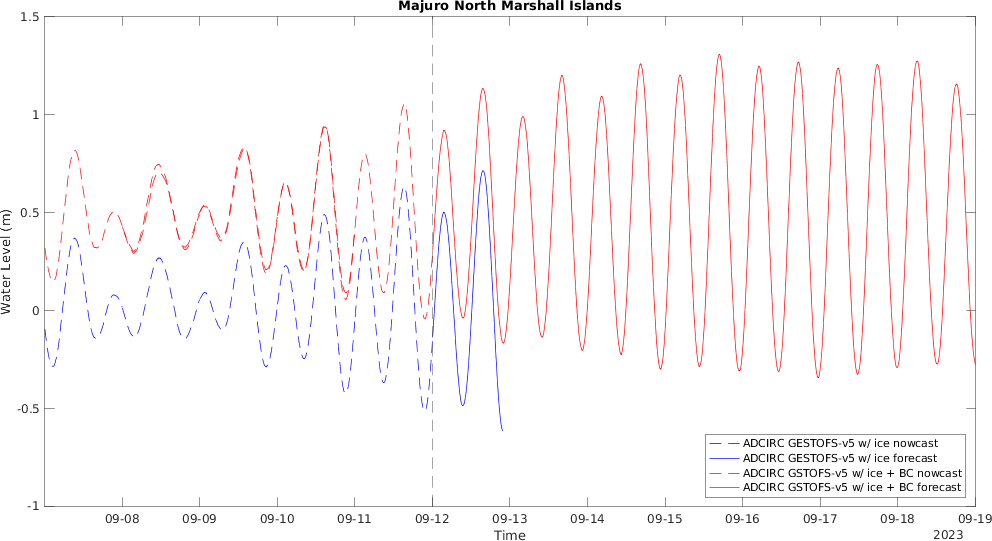 Majuro North Marshall Islands
1.5
1
0.5
0
-0.5
-1
Water Level (m)
ADCIRC GESTOFS-v5 w/ ice nowcast
ADCIRC GESTOFS-v5 w/ ice forecast
ADCIRC GSTOFS-v5 w/ ice + BC nowcast
ADCIRC GSTOFS-v5 w/ ice + BC forecast
09-08 09-09 09-10 09-11 09-12 09-13 09-14 09-15 09-16 09-17 09-18 09-19
Time
2023